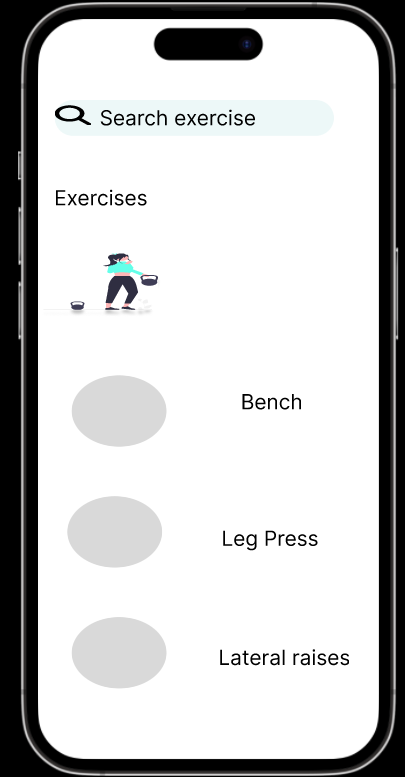 Search exercise
Exercises
Bench
Leg Press
Lateral raises